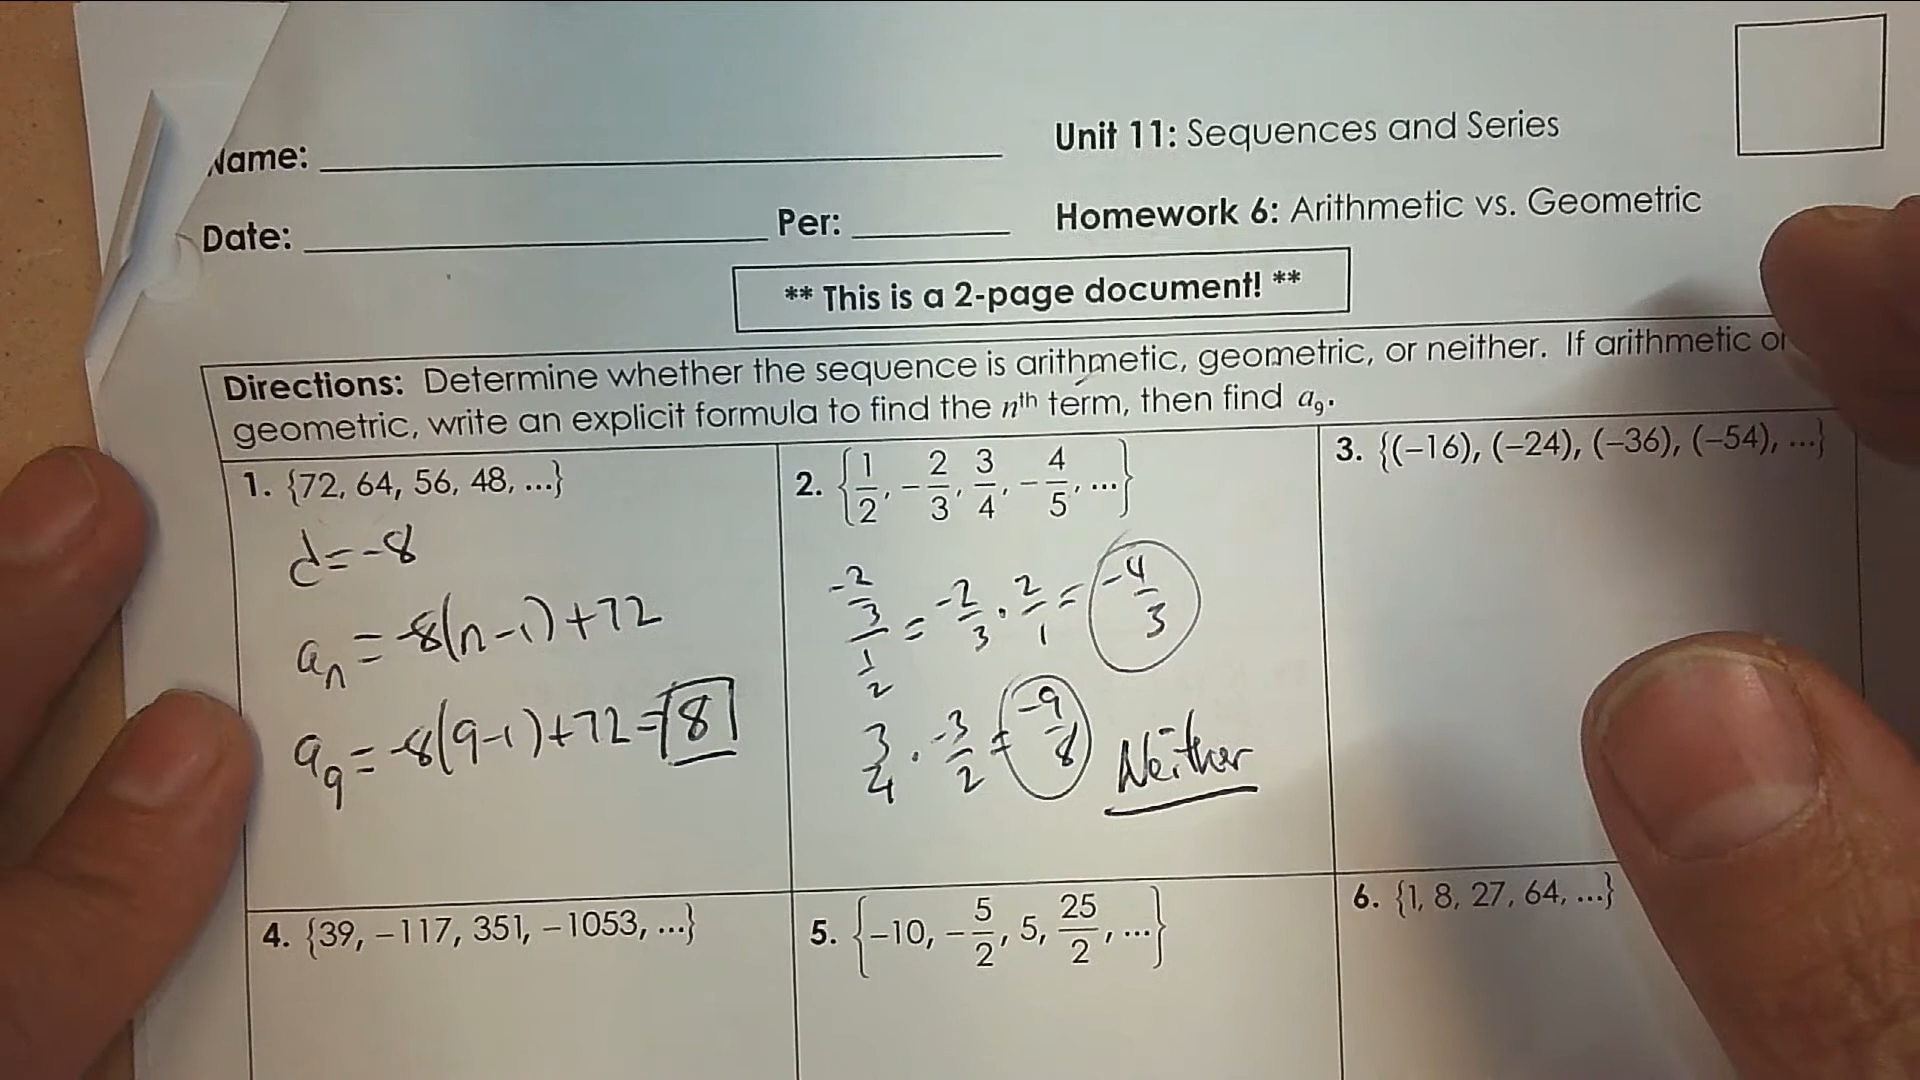 Name: ____________ Unit 11: Sequences and Series
Date: ____________ Per: ______ Homework 6: Arithmetic vs. Geometric
** This is a 2-page document! **
Directions: Determine whether the sequence is arithmetic, geometric, or neither. If arithmetic or
geometric, write an explicit formula to find the nᵗʰ term, then find a₉.
1. {72, 64, 56, 48, ...}
d=-8
aₙ = -8(n-1)+72
a₉ = -8(9-1)+72=8
2. {1/2, -2/3, 3/4, -4/5, ...}
-2/3 / 1/2 = -2/3 · 2/1 = -4/3
3/4 · -3/2 = -9/8 Neither
3. {(-16), (-24), (-36), (-54), ...}
4. {39, -117, 351, -1053, ...}
5. {-10, -5/2, 5, 25/2, ...}
6. {1, 8, 27, 64, ...}